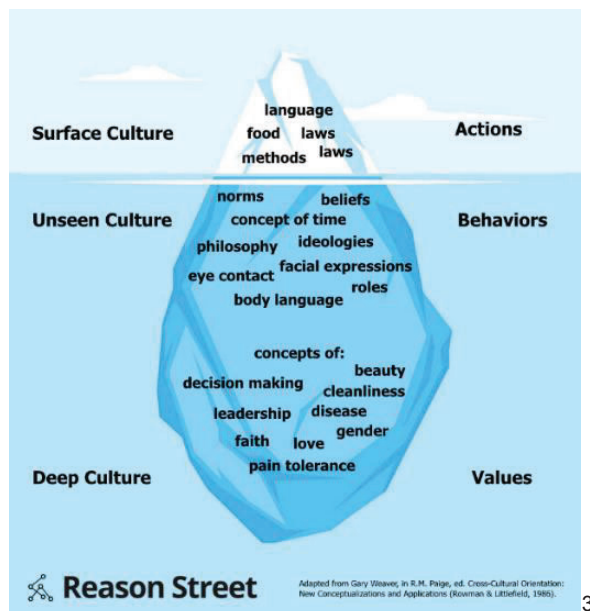 language
food laws
Surface Culture
Actions
methods laws
norms beliefs
Unseen Culture
concept of time
Behaviors
philosophy ideologies
eye contact facial expressions
roles
body language
concepts of:
beauty
decision making
cleanliness
leadership disease
gender
faith love
pain tolerance
Deep Culture
Values
Reason Street
Adapted from Gary Weaver, in R.M. Paige, ed. Cross-Cultural Orientation:
New Conceptualizations and Applications (Rowman & Littlefield, 1986).
3